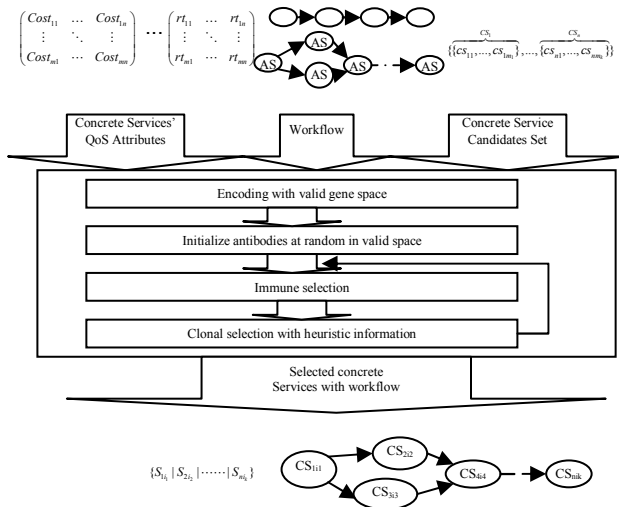 Cost₁₁ … Cost₁ₙ
⋮ ⋱ ⋮
Costₘ₁ … Costₘₙ
…
rt₁₁ … rt₁ₙ
⋮ ⋱ ⋮
rtₘ₁ … rtₘₙ
AS
AS
AS
AS
AS
CS₁ CSₙ
{{cs₁₁,...,cs₁ₘ₁},...,{csₙ₁,...,csₙₘₖ}}
Concrete Services'
QoS Attributes
Workflow
Concrete Service
Candidates Set
Encoding with valid gene space
Initialize antibodies at random in valid space
Immune selection
Clonal selection with heuristic information
Selected concrete
Services with workflow
{S₁ᵢ₁ | S₂ᵢ₂ | ······ | Sₙᵢₖ}
CS₁ᵢ₁
CS₂ᵢ₂
CS₃ᵢ₃
CS₄ᵢ₄
CSₙᵢₖ